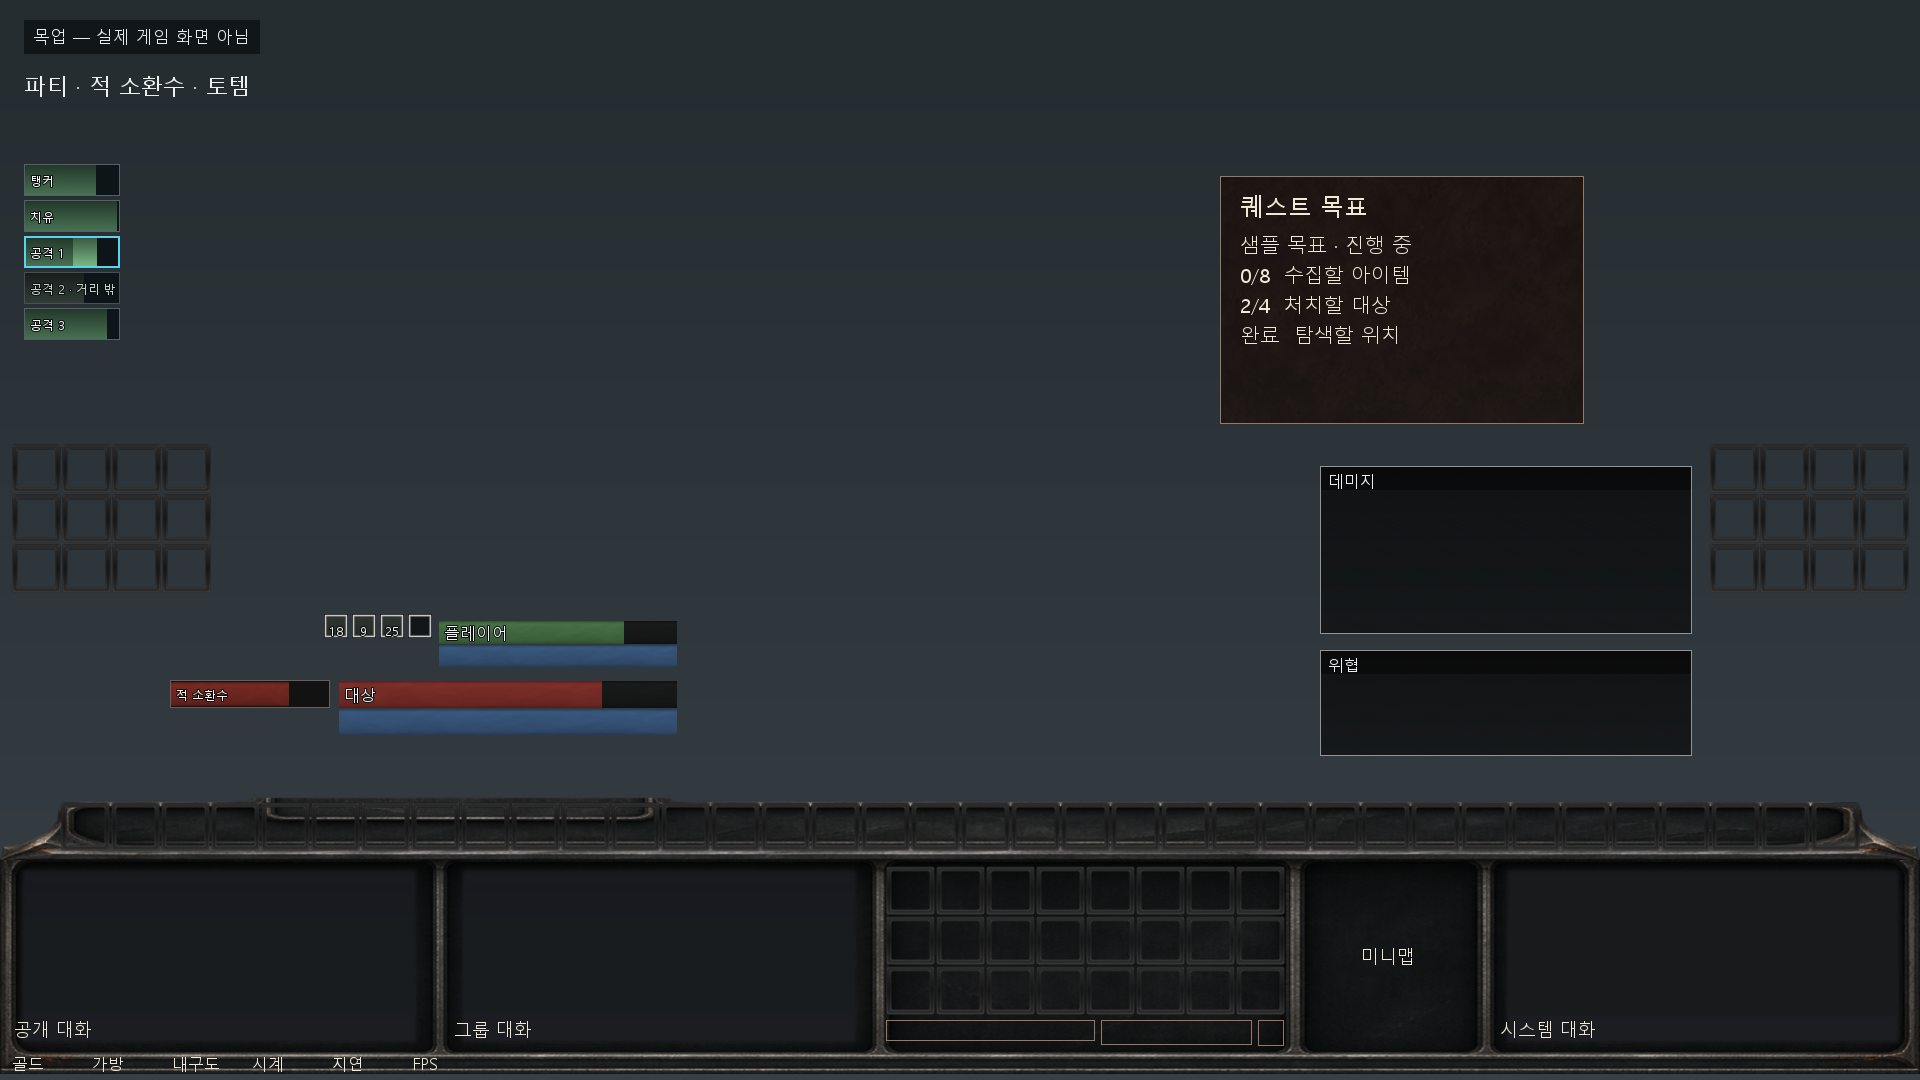 목업 — 실제 게임 화면 아님
파티 · 적 소환수 · 토템
탱커
치유
공격 1
공격 2 · 거리 밖
공격 3
퀘스트 목표
샘플 목표 · 진행 중
0/8 수집할 아이템
2/4 처치할 대상
완료 탐색할 위치
데미지
위협
18 9 25
플레이어
적 소환수
대상
미니맵
공개 대화
그룹 대화
시스템 대화
골드 가방 내구도 시계 지연 FPS